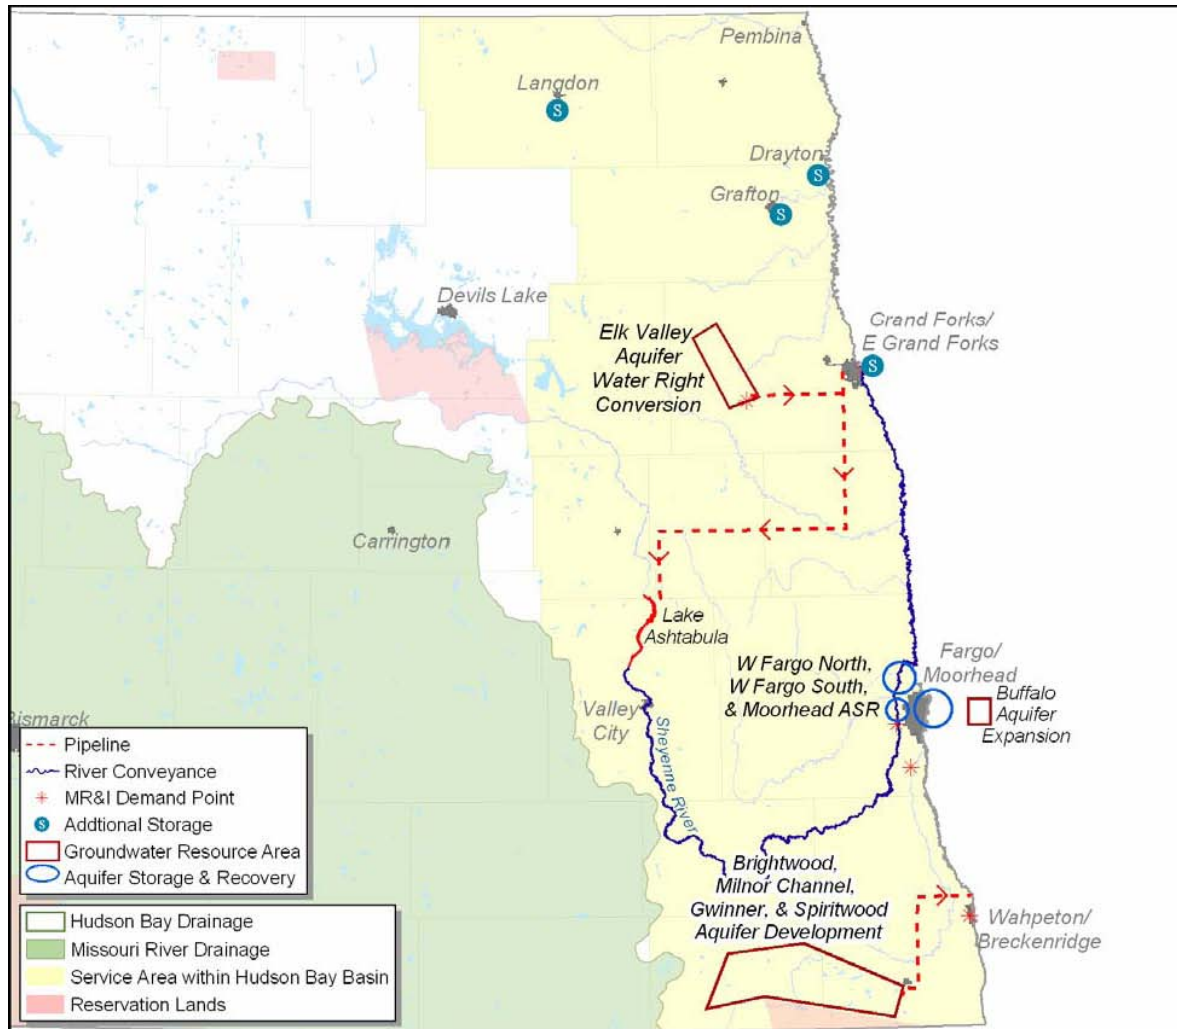 Pembina
Langdon
S
Drayton
S
Grafton
S
Devils Lake
Grand Forks/
E Grand Forks
S
Elk Valley
Aquifer
Water Right
Conversion
Carrington
Lake
Ashtabula
W Fargo North,
W Fargo South,
& Moorhead ASR
Fargo/
Moorhead
Buffalo
Aquifer
Expansion
Valley
City
Sheyenne River
Bismarck
Brightwood,
Milnor Channel,
Gwinner, & Spiritwood
Aquifer Development
Wahpeton/
Breckenridge
Pipeline
River Conveyance
MR&I Demand Point
S Addtional Storage
Groundwater Resource Area
Aquifer Storage & Recovery
Hudson Bay Drainage
Missouri River Drainage
Service Area within Hudson Bay Basin
Reservation Lands